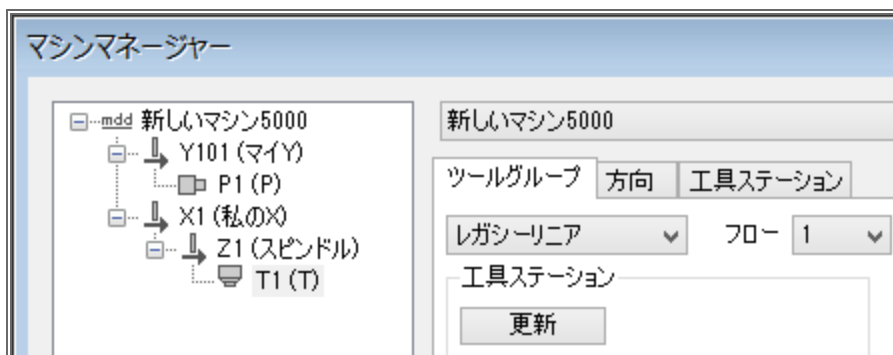 マシンマネージャー
mdd 新しいマシン5000
Y101 (マイY)
P1 (P)
X1 (私のX)
Z1 (スピンドル)
T1 (T)
新しいマシン5000
ツールグループ 方向 工具ステーション
レガシーリニア フロー 1
工具ステーション
更新